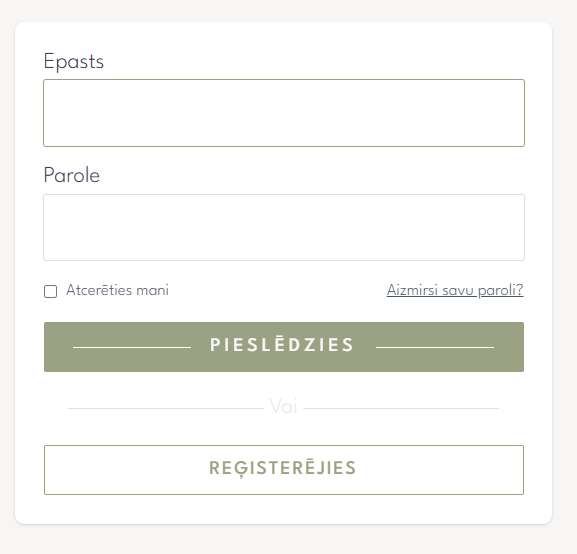 Epasts
Parole
Atcerēties mani
Aizmirsi savu paroli?
PIESLĒDZIES
Vai
REĢISTERĒJIES